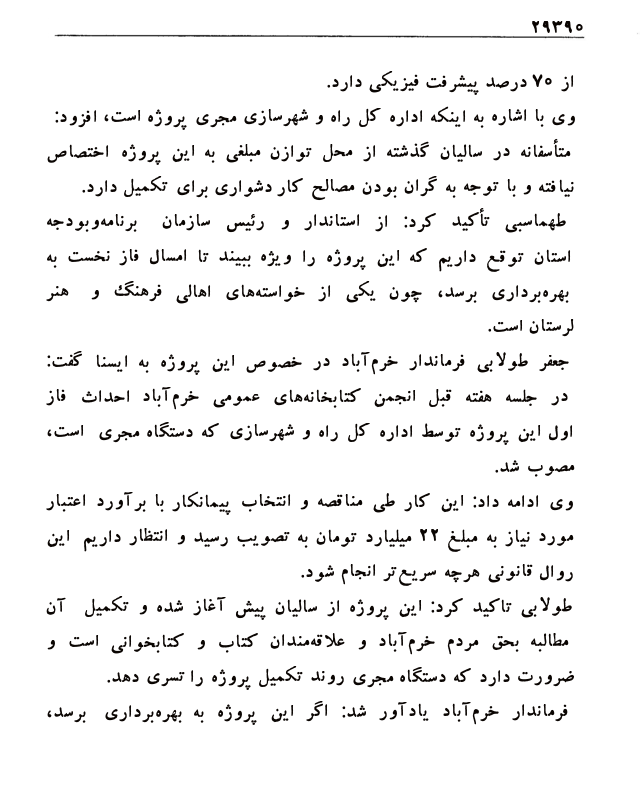 ۲۹۳۹۰
از ۷۰ درصد پیشرفت فیزیکی دارد.
وی با اشاره به اینکه اداره کل راه و شهرسازی مجری پروژه است، افزود:
متأسفانه در سالیان گذشته از محل توازن مبلغی به این پروژه اختصاص
نیافته و با توجه به گران بودن مصالح کار دشواری برای تکمیل دارد.
طهماسبی تأکید کرد: از استاندار و رئیس سازمان برنامه‌وبودجه
استان توقع داریم که این پروژه را ویژه ببیند تا امسال فاز نخست به
بهره‌برداری برسد، چون یکی از خواسته‌های اهالی فرهنگ و هنر
لرستان است.
جعفر طولابی فرماندار خرم‌آباد در خصوص این پروژه به ایسنا گفت:
در جلسه هفته قبل انجمن کتابخانه‌های عمومی خرم‌آباد احداث فاز
اول این پروژه توسط اداره کل راه و شهرسازی که دستگاه مجری است،
مصوب شد.
وی ادامه داد: این کار طی مناقصه و انتخاب پیمانکار با برآورد اعتبار
مورد نیاز به مبلغ ۲۲ میلیارد تومان به تصویب رسید و انتظار داریم این
روال قانونی هرچه سریع‌تر انجام شود.
طولابی تاکید کرد: این پروژه از سالیان پیش آغاز شده و تکمیل آن
مطالبه بحق مردم خرم‌آباد و علاقه‌مندان کتاب و کتابخوانی است و
ضرورت دارد که دستگاه مجری روند تکمیل پروژه را تسری دهد.
فرماندار خرم‌آباد یادآور شد: اگر این پروژه به بهره‌برداری برسد،